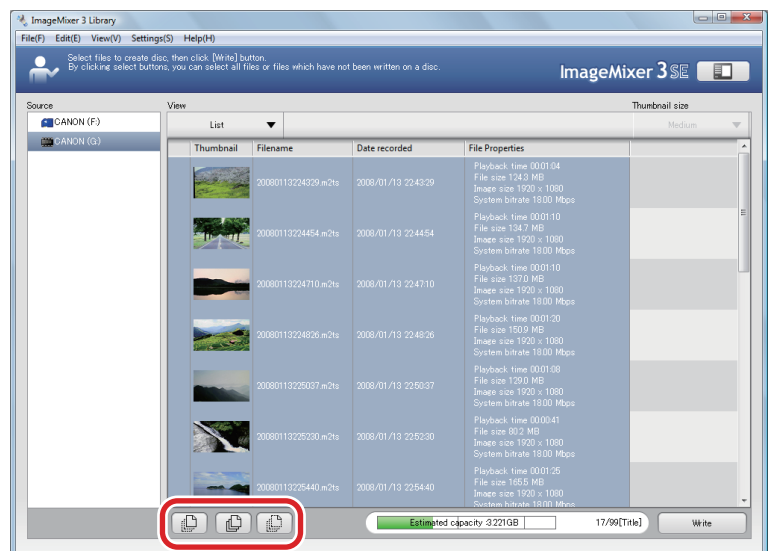 ImageMixer 3 Library
File(F) Edit(E) View(V) Settings(S) Help(H)
Select files to create disc, then click [Write] button.
By clicking select buttons, you can select all files or files which have not been written on a disc.
ImageMixer 3 SE
Source View Thumbnail size
CANON (F:) List Medium
CANON (G:)
Thumbnail Filename Date recorded File Properties
Playback time 00:01:04
20080113224329.m2ts 2008/01/13 22:43:29 File size 124.3 MB
Image size 1920 x 1080
System bitrate 18.00 Mbps
Playback time 00:01:10
20080113224454.m2ts 2008/01/13 22:44:54 File size 134.7 MB
Image size 1920 x 1080
System bitrate 18.00 Mbps
Playback time 00:01:10
20080113224710.m2ts 2008/01/13 22:47:10 File size 137.0 MB
Image size 1920 x 1080
System bitrate 18.00 Mbps
Playback time 00:01:20
20080113224826.m2ts 2008/01/13 22:48:26 File size 150.9 MB
Image size 1920 x 1080
System bitrate 18.00 Mbps
Playback time 00:01:08
20080113225037.m2ts 2008/01/13 22:50:37 File size 129.0 MB
Image size 1920 x 1080
System bitrate 18.00 Mbps
Playback time 00:00:41
20080113225230.m2ts 2008/01/13 22:52:30 File size 80.2 MB
Image size 1920 x 1080
System bitrate 18.00 Mbps
Playback time 00:01:25
20080113225440.m2ts 2008/01/13 22:54:40 File size 165.5 MB
Image size 1920 x 1080
System bitrate 18.00 Mbps
Estimated capacity :3.221GB 17/99[Title] Write